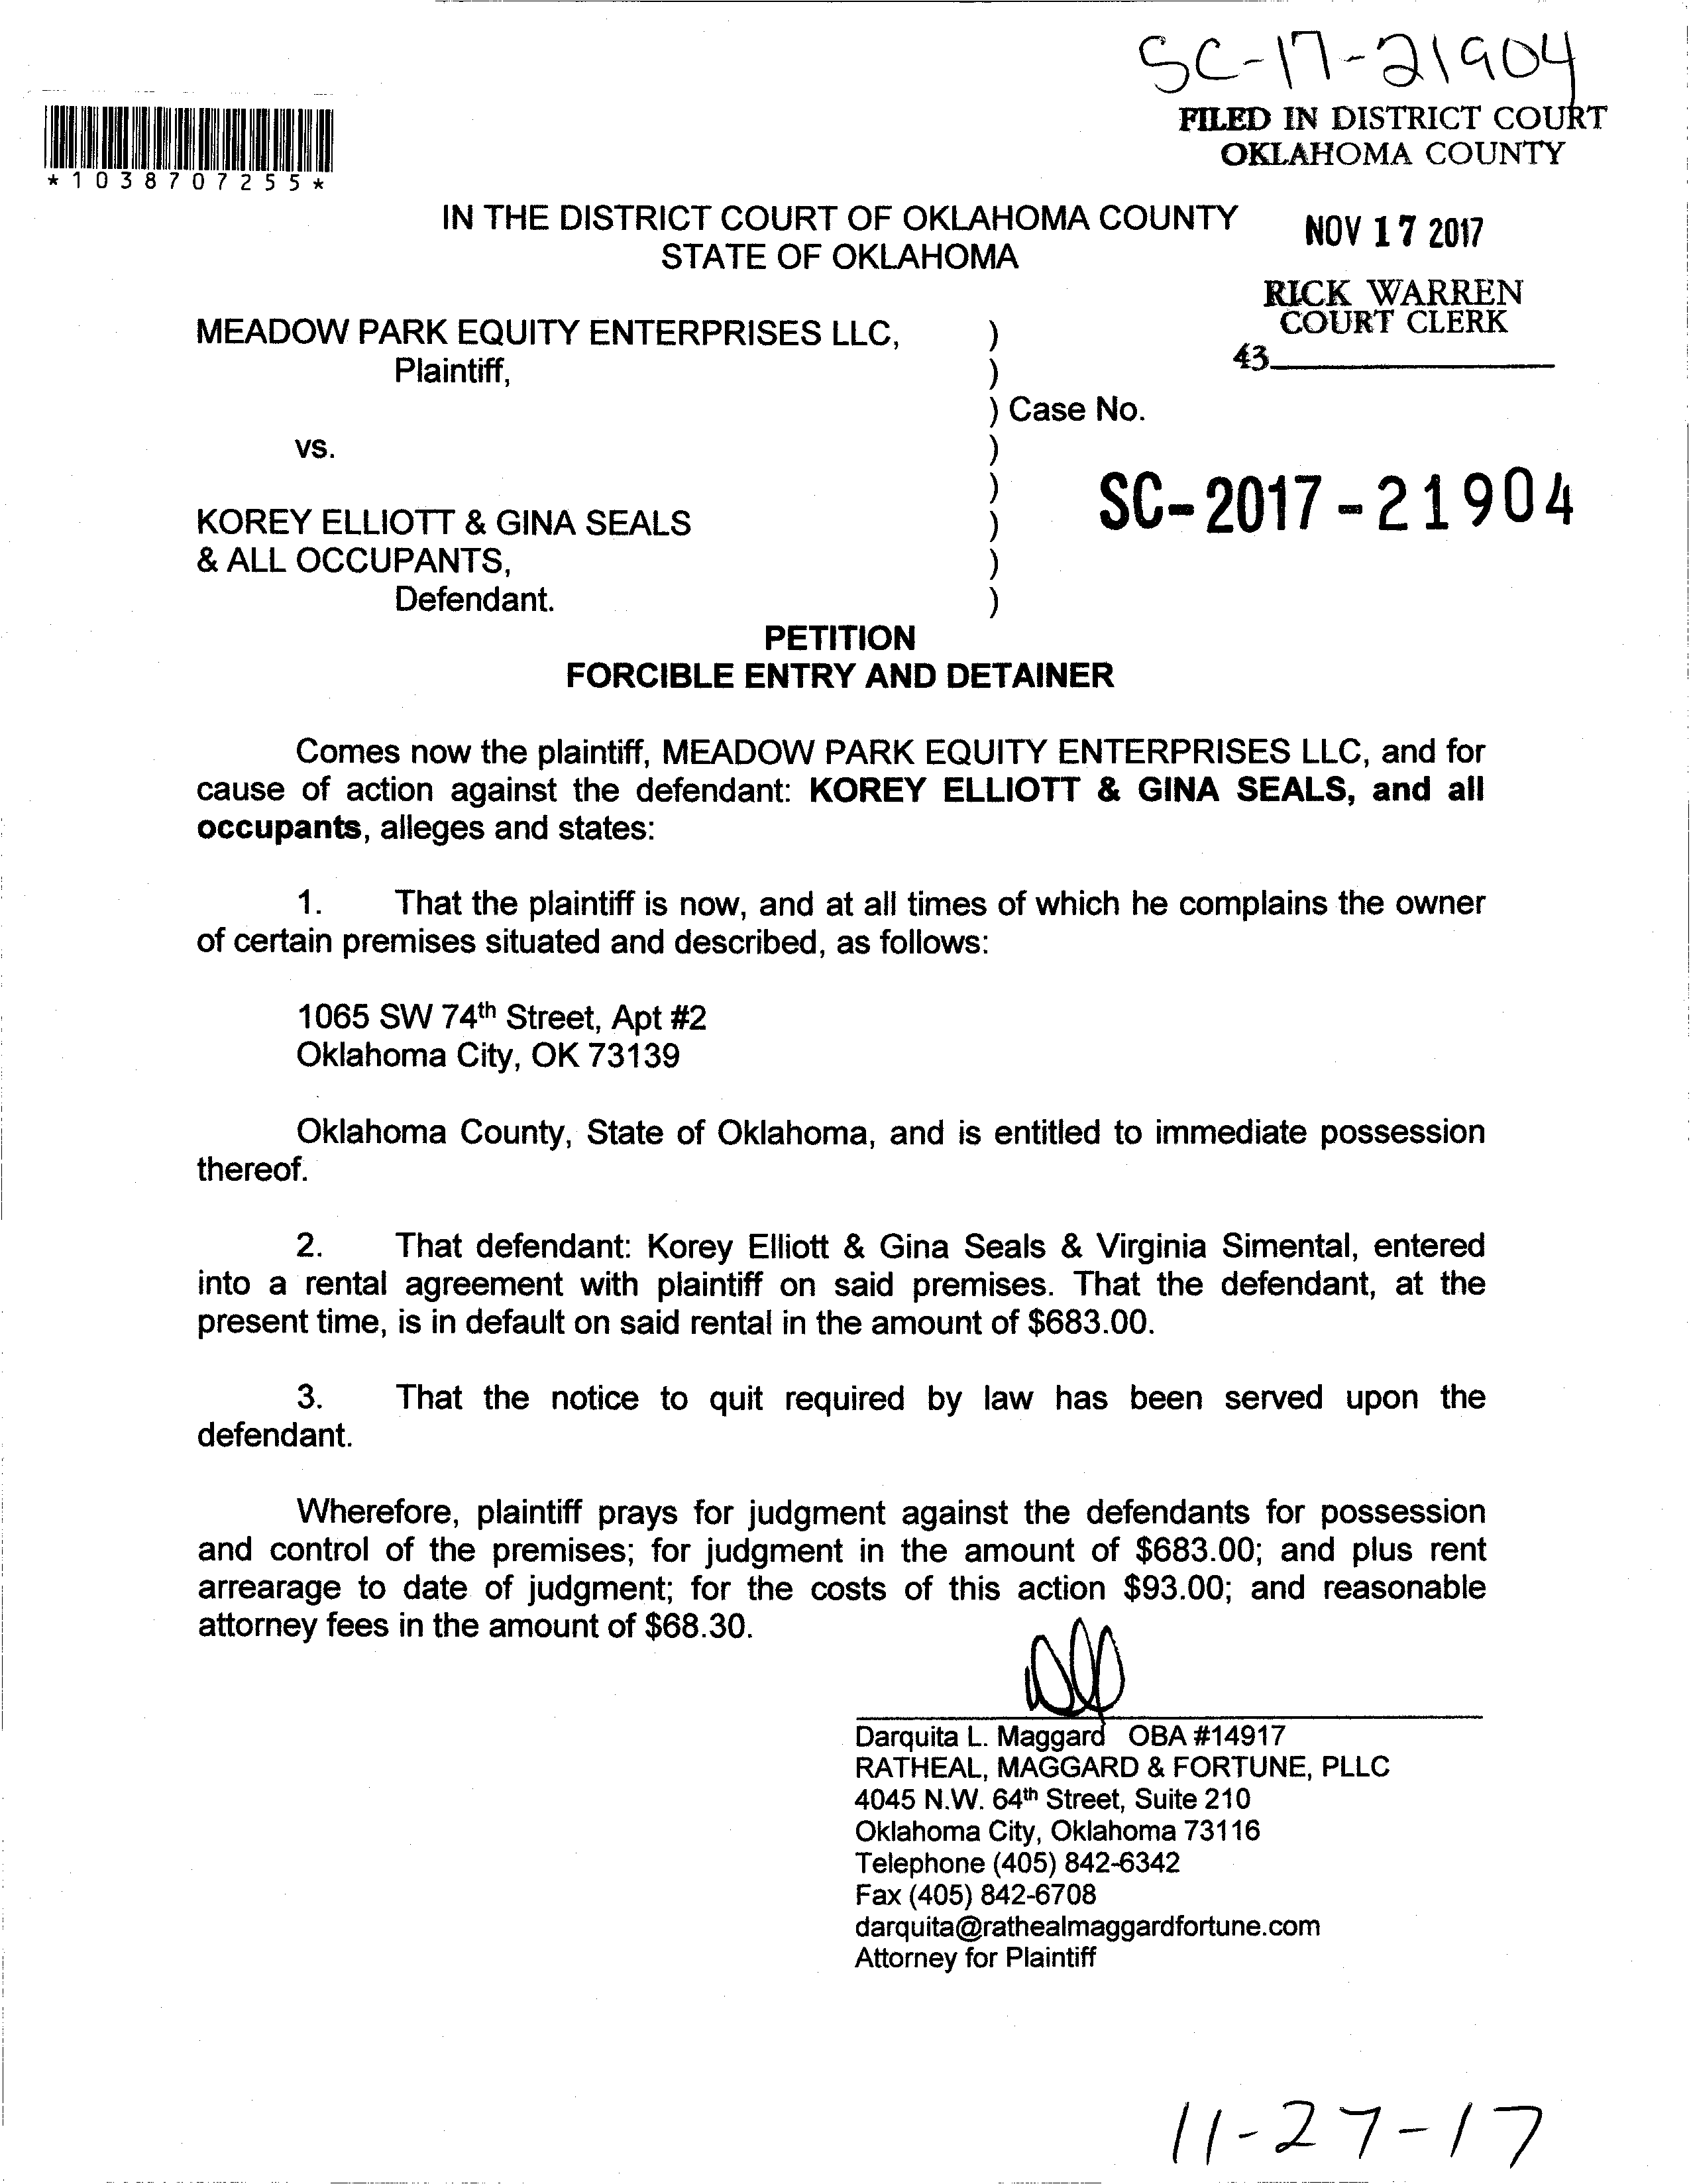 SC-17-21904
FILED IN DISTRICT COURT
OKLAHOMA COUNTY
*1038707255*
IN THE DISTRICT COURT OF OKLAHOMA COUNTY
STATE OF OKLAHOMA
NOV 17 2017
RICK WARREN
COURT CLERK
43
MEADOW PARK EQUITY ENTERPRISES LLC, )
Plaintiff, )
) Case No.
vs. )
)
KOREY ELLIOTT & GINA SEALS )
& ALL OCCUPANTS, )
Defendant. )
SC-2017-21904
PETITION
FORCIBLE ENTRY AND DETAINER
Comes now the plaintiff, MEADOW PARK EQUITY ENTERPRISES LLC, and for
cause of action against the defendant: KOREY ELLIOTT & GINA SEALS, and all
occupants, alleges and states:
1. That the plaintiff is now, and at all times of which he complains the owner
of certain premises situated and described, as follows:
1065 SW 74th Street, Apt #2
Oklahoma City, OK 73139
Oklahoma County, State of Oklahoma, and is entitled to immediate possession
thereof.
2. That defendant: Korey Elliott & Gina Seals & Virginia Simental, entered
into a rental agreement with plaintiff on said premises. That the defendant, at the
present time, is in default on said rental in the amount of $683.00.
3. That the notice to quit required by law has been served upon the
defendant.
Wherefore, plaintiff prays for judgment against the defendants for possession
and control of the premises; for judgment in the amount of $683.00; and plus rent
arrearage to date of judgment; for the costs of this action $93.00; and reasonable
attorney fees in the amount of $68.30.
Darquita L. Maggard OBA #14917
RATHEAL, MAGGARD & FORTUNE, PLLC
4045 N.W. 64th Street, Suite 210
Oklahoma City, Oklahoma 73116
Telephone (405) 842-6342
Fax (405) 842-6708
darquita@rathealmaggardfortune.com
Attorney for Plaintiff
11-27-17